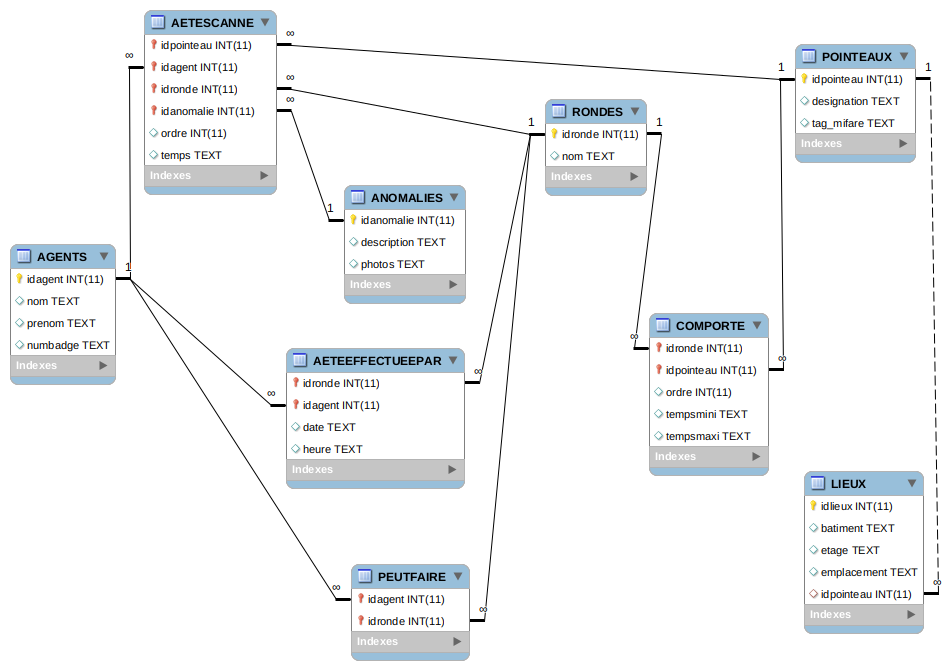 AETESCANNE
idpointeau INT(11)
idagent INT(11)
idronde INT(11)
idanomalie INT(11)
ordre INT(11)
temps TEXT
Indexes
∞
∞
∞
∞
POINTEAUX
idpointeau INT(11)
designation TEXT
tag_mifare TEXT
Indexes
1
1
RONDES
idronde INT(11)
nom TEXT
Indexes
1
1
ANOMALIES
idanomalie INT(11)
description TEXT
photos TEXT
Indexes
1
AGENTS
idagent INT(11)
nom TEXT
prenom TEXT
numbadge TEXT
Indexes
1
COMPORTE
idronde INT(11)
idpointeau INT(11)
ordre INT(11)
tempsmini TEXT
tempsmaxi TEXT
Indexes
∞
∞
AETEEFFECTUEEPAR
idronde INT(11)
idagent INT(11)
date TEXT
heure TEXT
Indexes
∞
∞
LIEUX
idlieux INT(11)
batiment TEXT
etage TEXT
emplacement TEXT
idpointeau INT(11)
Indexes
∞
PEUTFAIRE
idagent INT(11)
idronde INT(11)
Indexes
∞
∞